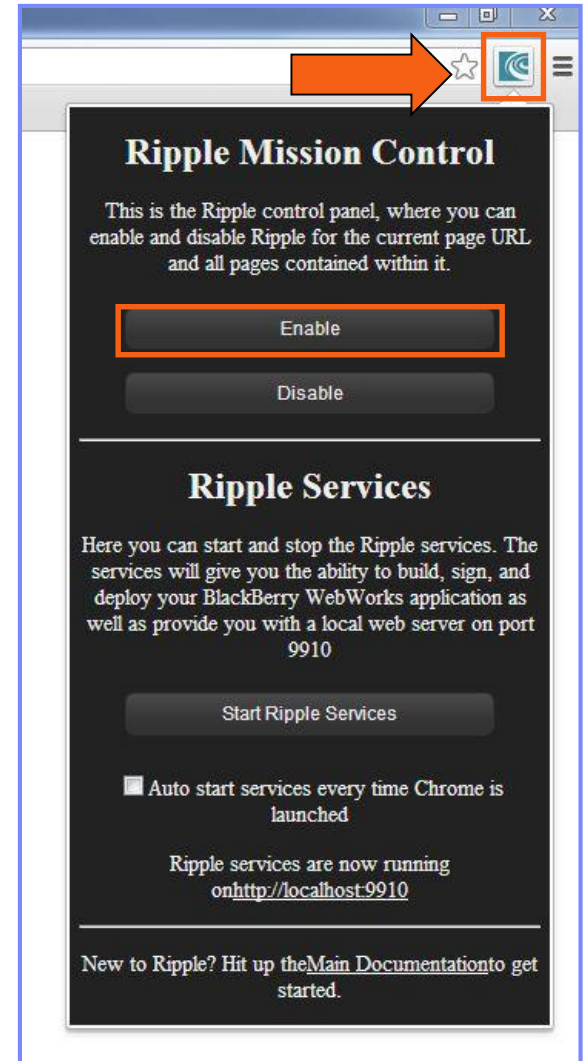 Ripple Mission Control
This is the Ripple control panel, where you can
enable and disable Ripple for the current page URL
and all pages contained within it.
Enable
Disable
Ripple Services
Here you can start and stop the Ripple services. The
services will give you the ability to build, sign, and
deploy your BlackBerry WebWorks application as
well as provide you with a local web server on port
9910
Start Ripple Services
Auto start services every time Chrome is
launched
Ripple services are now running
onhttp://localhost:9910
New to Ripple? Hit up theMain Documentationto get
started.